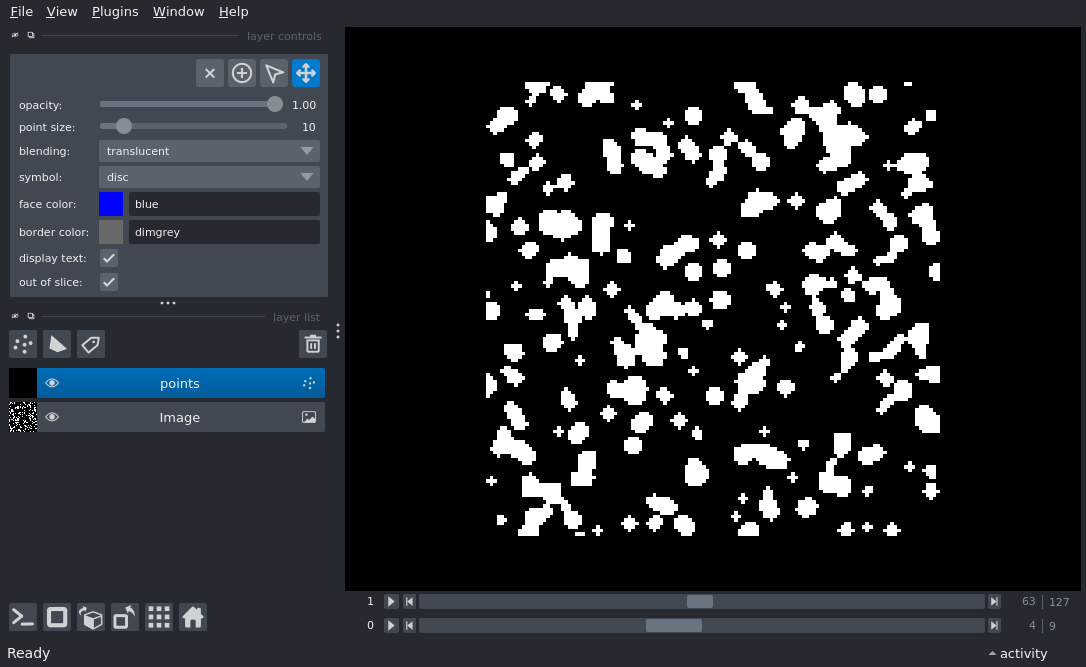 File View Plugins Window Help
layer controls
opacity: 1.00
point size: 10
blending: translucent
symbol: disc
face color: blue
border color: dimgrey
display text:
out of slice:
layer list
points
Image
1 63 127
0 4 9
Ready activity